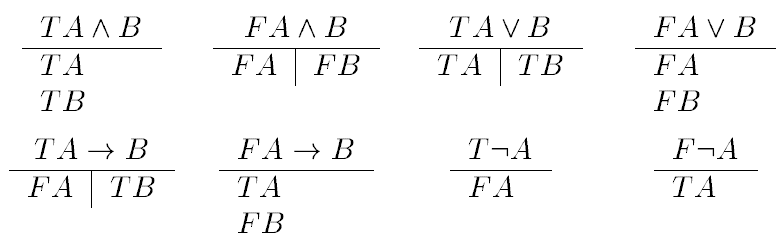 TA ∧ B FA ∧ B TA ∨ B FA ∨ B
TA FA FB TA TB FA
TB FB
TA → B FA → B T¬A F¬A
FA TB TA FA TA
FB